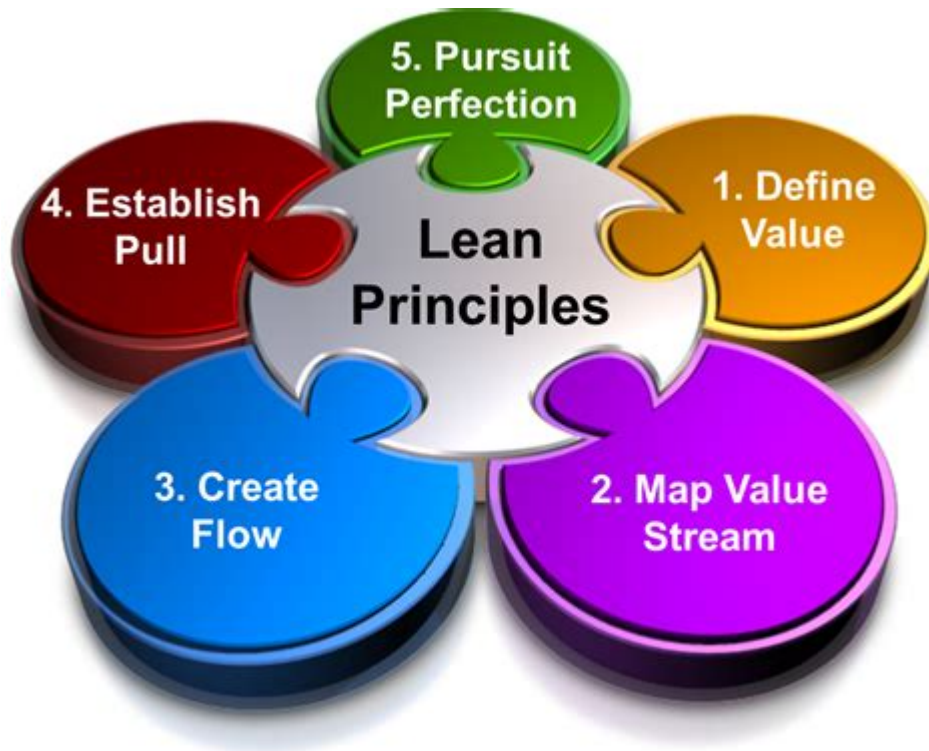 5. Pursuit
Perfection
4. Establish
Pull
1. Define
Value
Lean
Principles
3. Create
Flow
2. Map Value
Stream